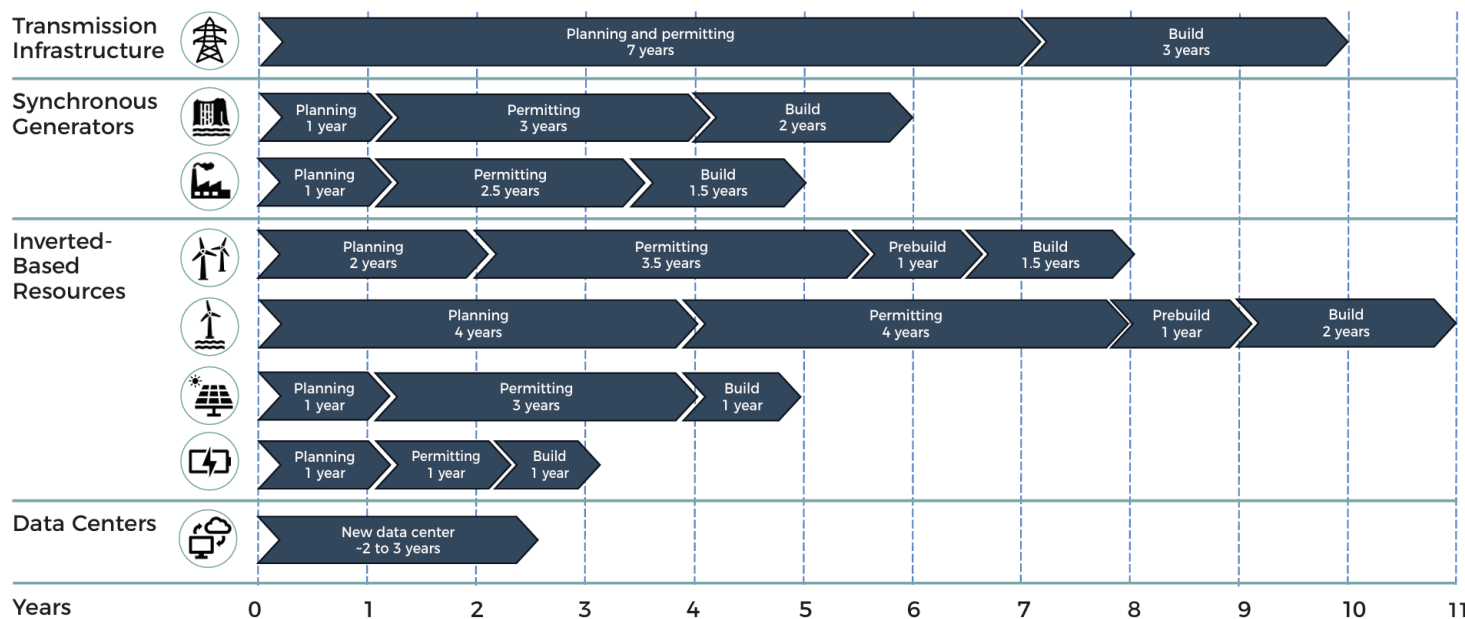 Transmission
Infrastructure
Planning and permitting
7 years
Build
3 years
Synchronous
Generators
Planning
1 year
Permitting
3 years
Build
2 years
Planning
1 year
Permitting
2.5 years
Build
1.5 years
Inverted-
Based
Resources
Planning
2 years
Permitting
3.5 years
Prebuild
1 year
Build
1.5 years
Planning
4 years
Permitting
4 years
Prebuild
1 year
Build
2 years
Planning
1 year
Permitting
3 years
Build
1 year
Planning
1 year
Permitting
1 year
Build
1 year
Data Centers
New data center
~2 to 3 years
Years 0 1 2 3 4 5 6 7 8 9 10 11